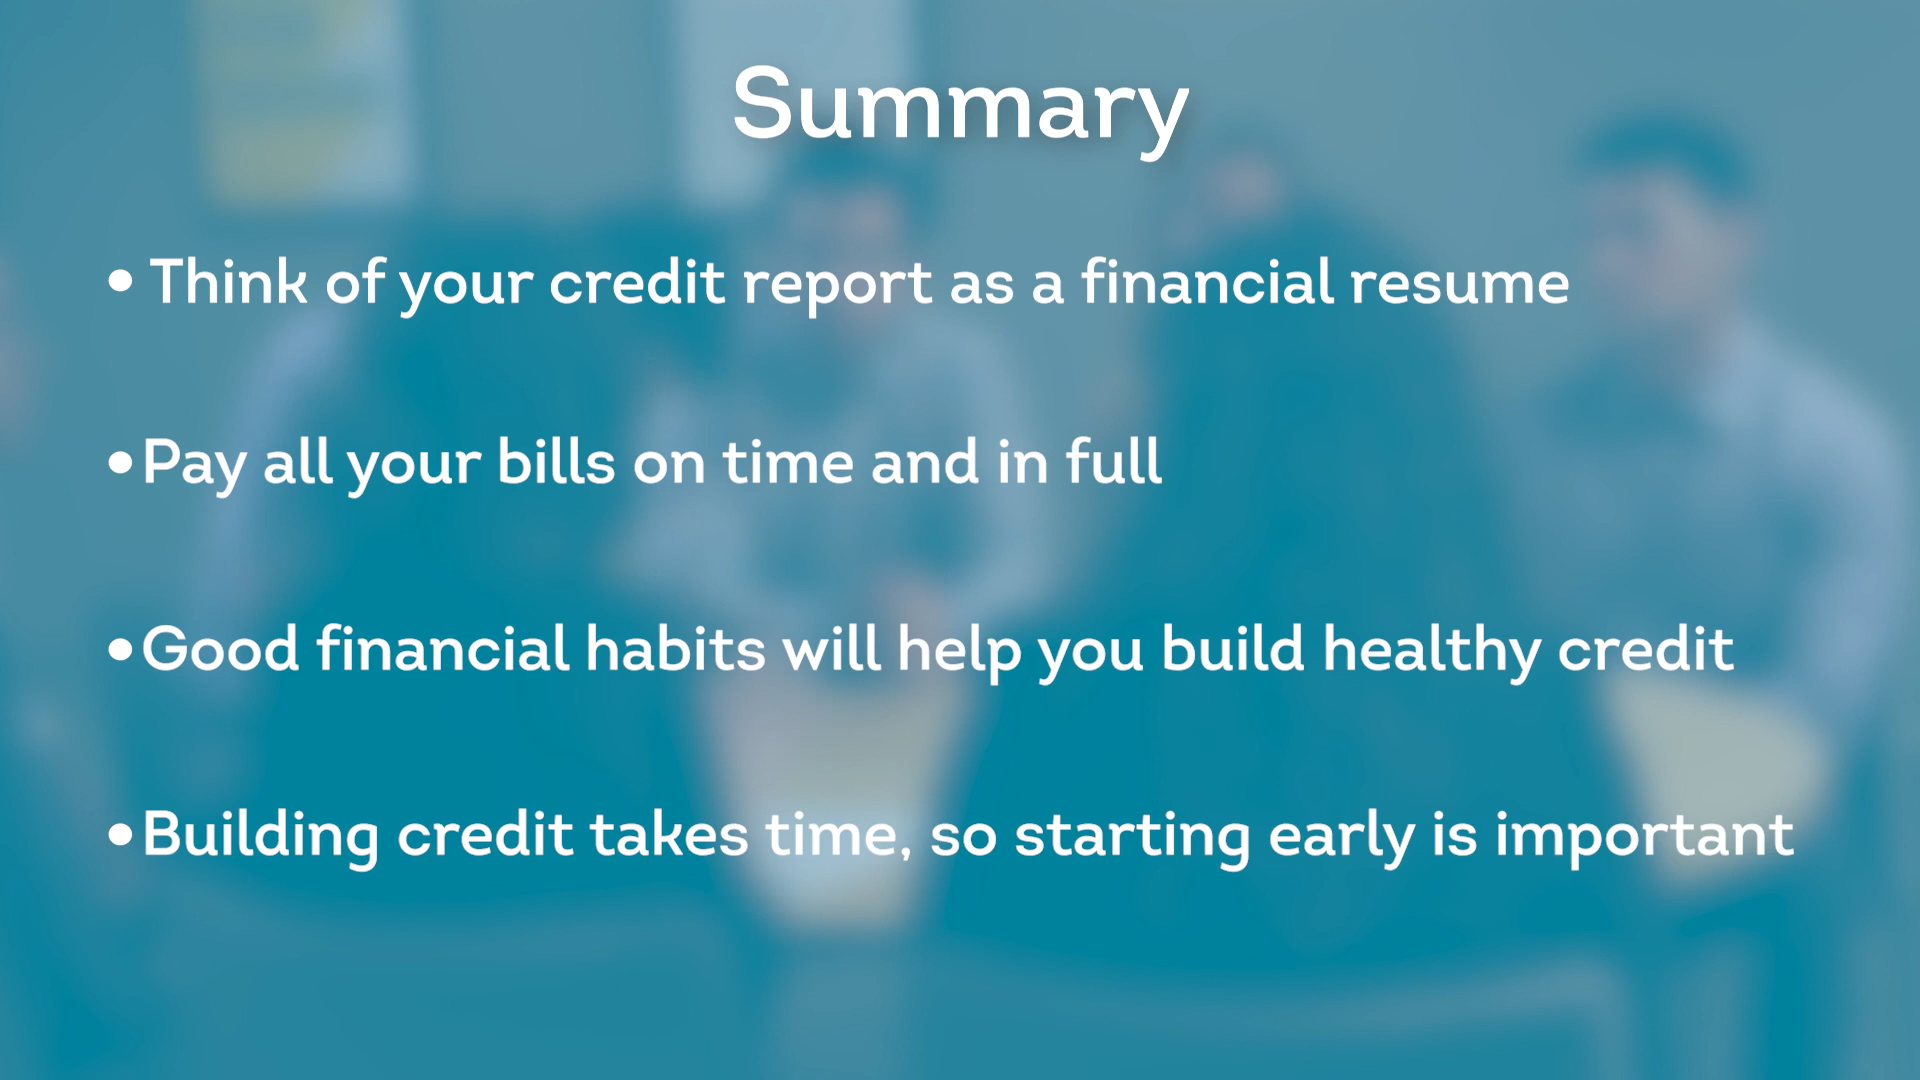 Summary
• Think of your credit report as a financial resume
• Pay all your bills on time and in full
• Good financial habits will help you build healthy credit
• Building credit takes time, so starting early is important